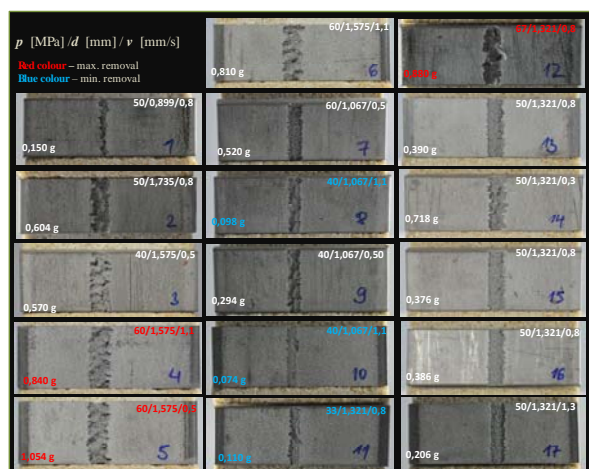 p [MPa] /d [mm] / v [mm/s]
Red colour – max. removal
Blue colour – min. removal
50/0,899/0,8
0,150 g
1
50/1,735/0,8
0,604 g
2
40/1,575/0,5
0,570 g
3
60/1,575/1,1
0,840 g
4
60/1,575/0,5
1,054 g
5
60/1,575/1,1
0,810 g
6
60/1,067/0,5
0,520 g
7
40/1,067/1,1
0,098 g
8
40/1,067/0,50
0,294 g
9
40/1,067/1,1
0,074 g
10
33/1,321/0,8
0,110 g
11
12
50/1,321/0,8
0,390 g
13
50/1,321/0,3
0,718 g
14
50/1,321/0,8
0,376 g
15
50/1,321/0,8
0,386 g
16
50/1,321/1,3
0,206 g
17